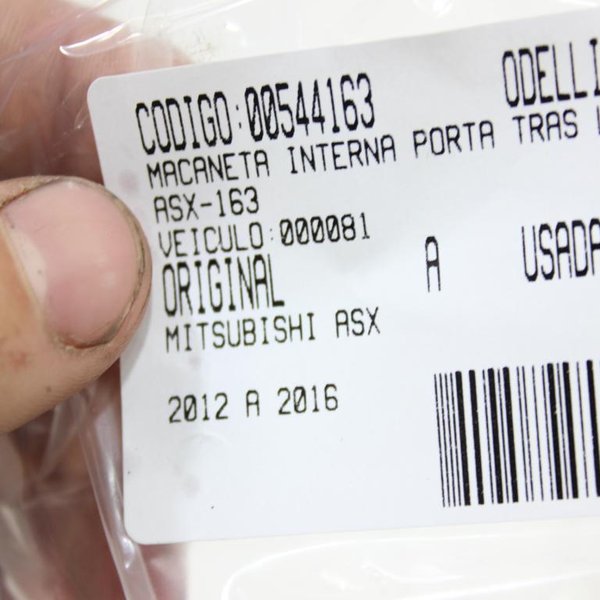 CODIGO:00544163 ODELLI
MACANETA INTERNA PORTA TRAS
ASX-163
VEICULO:000081
ORIGINAL A USADA
MITSUBISHI ASX
2012 A 2016